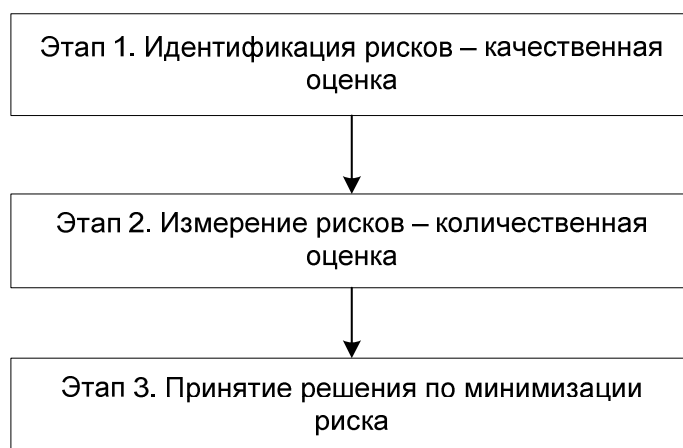 Этап 1. Идентификация рисков – качественная
оценка
Этап 2. Измерение рисков – количественная
оценка
Этап 3. Принятие решения по минимизации
риска